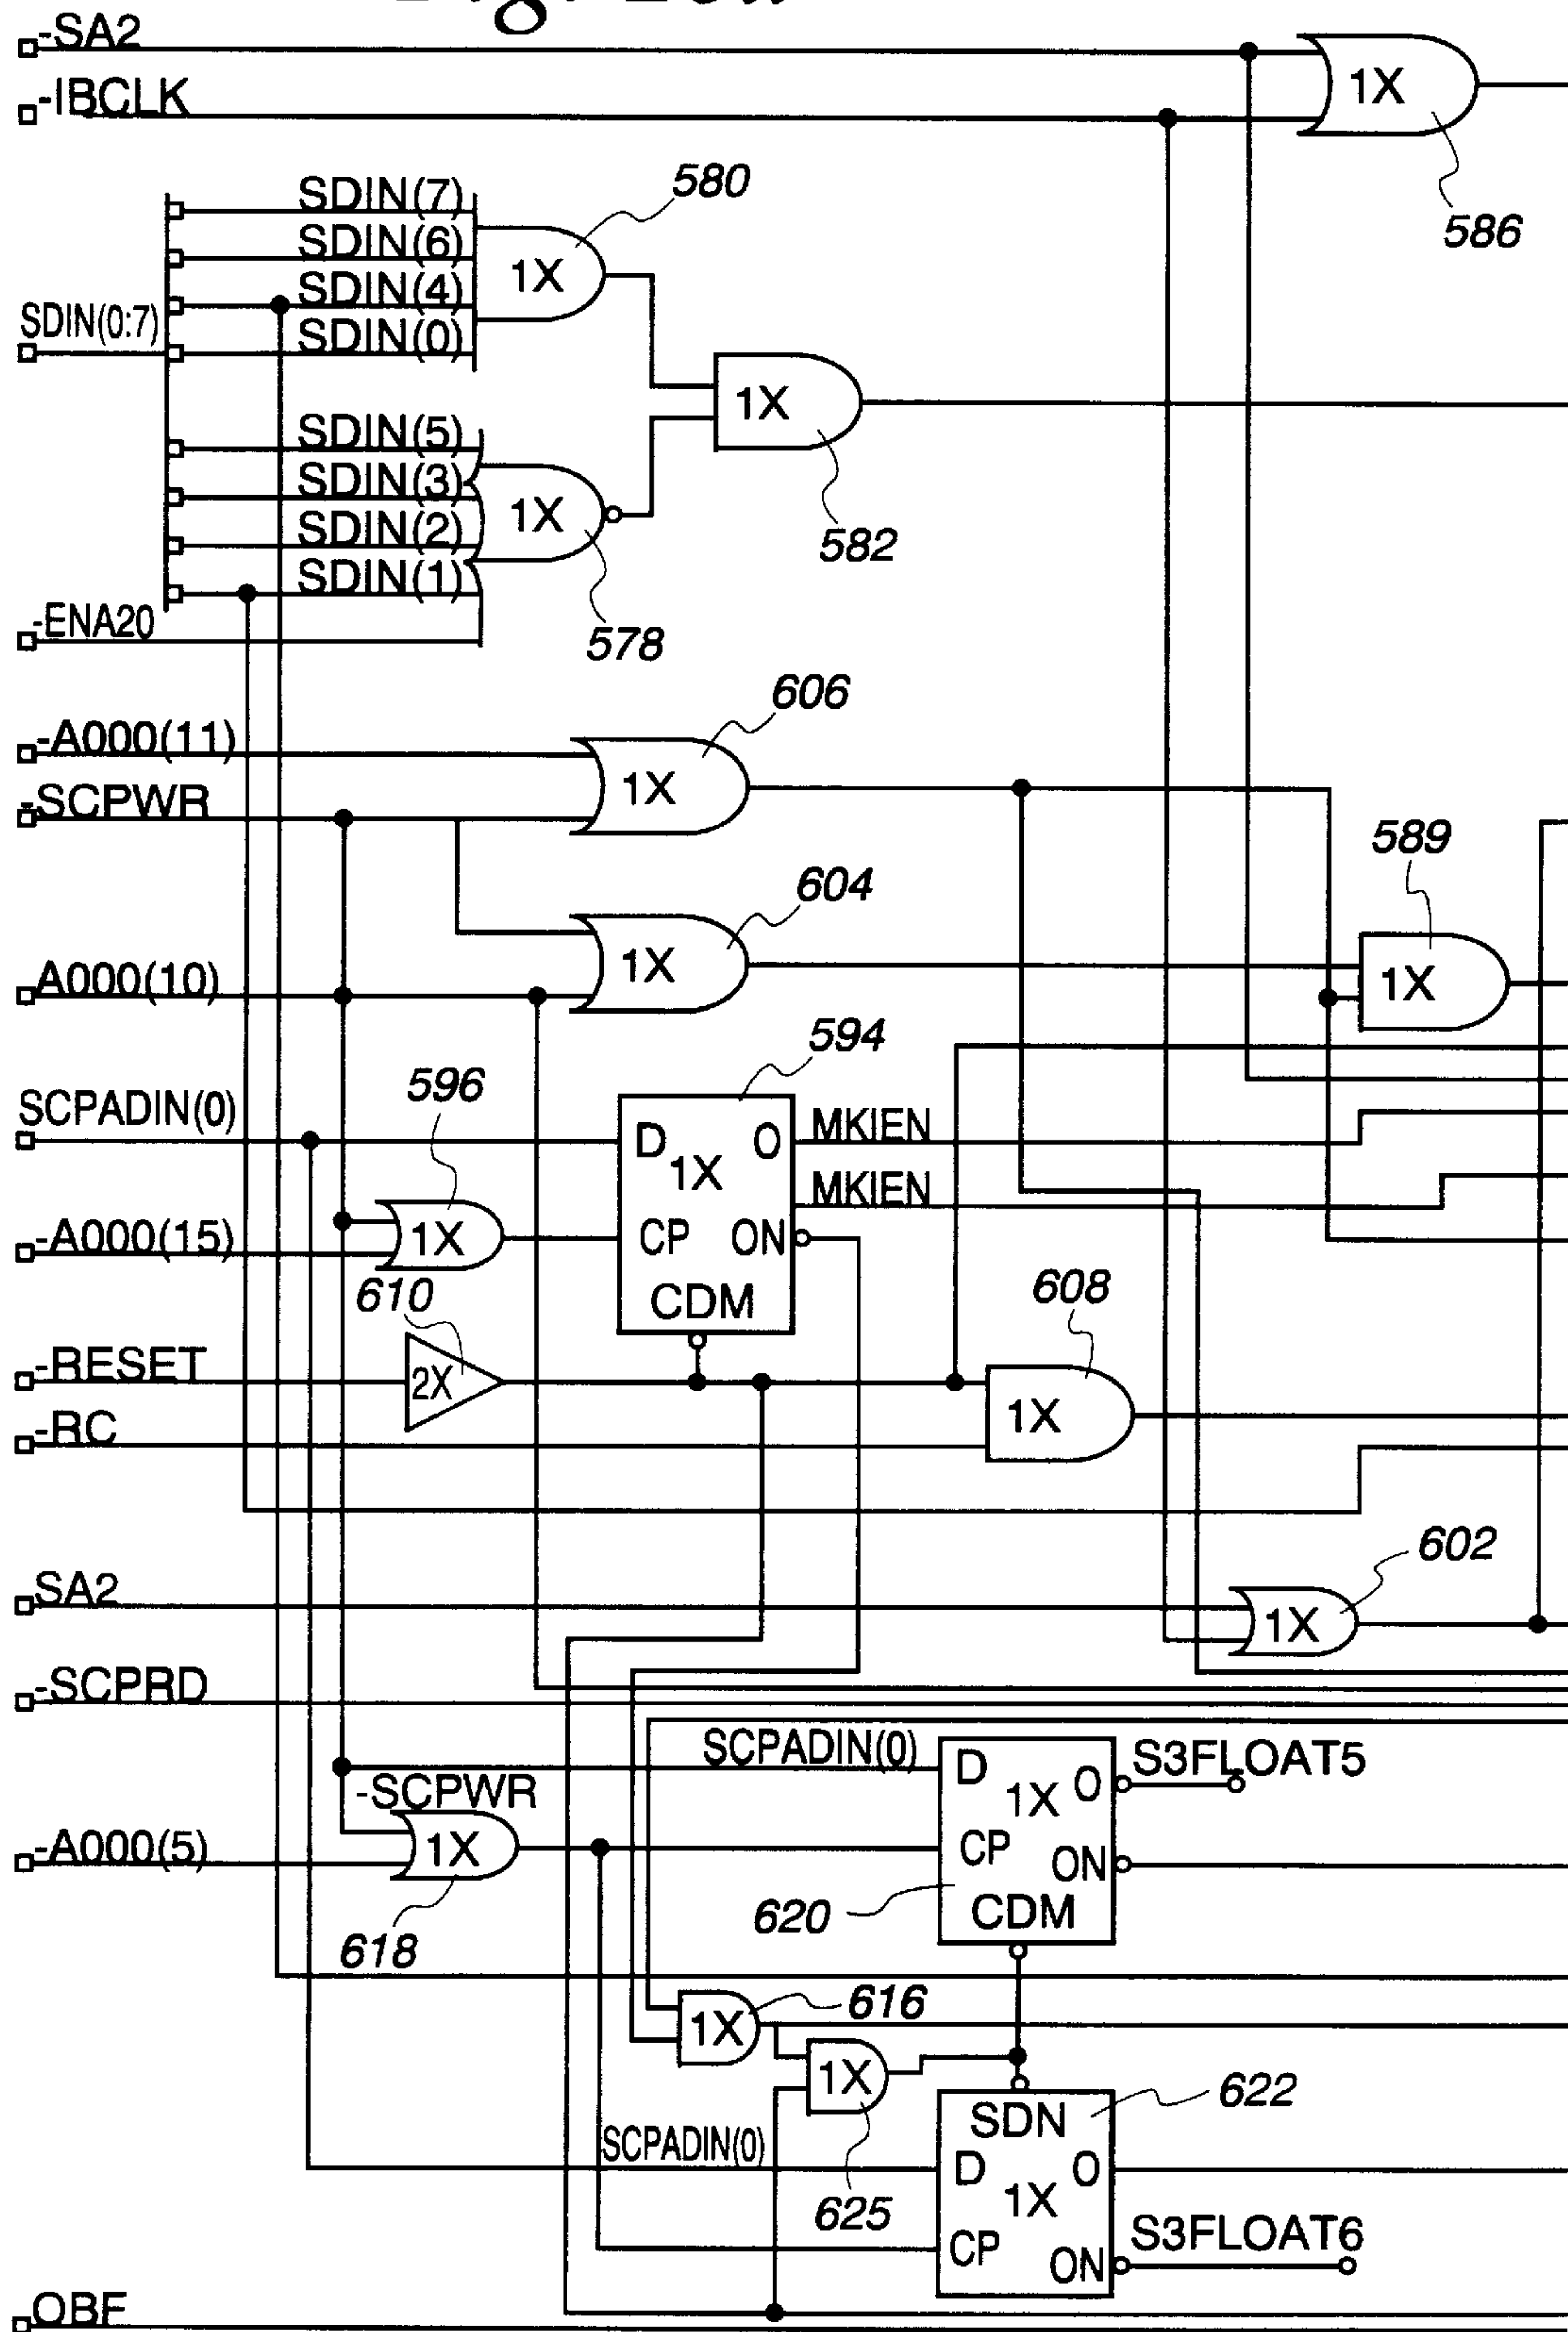 -SA2
-IBCLK
1X
586
SDIN(7)
SDIN(6)
SDIN(4)
SDIN(0)
SDIN(0:7)
1X
580
SDIN(5)
SDIN(3)
SDIN(2)
SDIN(1)
-ENA20
1X
578
1X
582
-A000(11)
-SCPWR
1X
606
1X
604
A000(10)
589
1X
SCPADIN(0)
596
594
D
O
1X
CP
ON
CDM
MKIEN
MKIEN
1X
-A000(15)
610
608
-RESET
2X
-RC
1X
SA2
602
1X
-SCPRD
SCPADIN(0)
-SCPWR
1X
-A000(5)
618
D
O
1X
CP
ON
CDM
620
S3FLOAT5
1X
616
1X
625
SCPADIN(0)
SDN
D
O
1X
CP
ON
622
S3FLOAT6
OBF